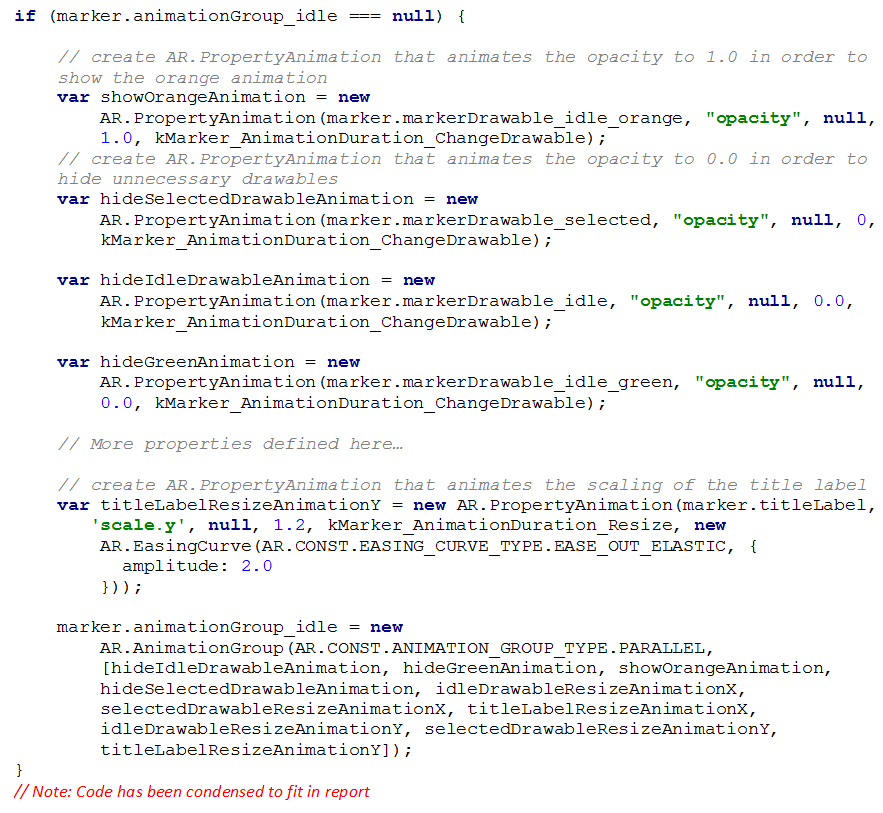 if (marker.animationGroup_idle === null) {
// create AR.PropertyAnimation that animates the opacity to 1.0 in order to
show the orange animation
var showOrangeAnimation = new
AR.PropertyAnimation(marker.markerDrawable_idle_orange, "opacity", null,
1.0, kMarker_AnimationDuration_ChangeDrawable);
// create AR.PropertyAnimation that animates the opacity to 0.0 in order to
hide unnecessary drawables
var hideSelectedDrawableAnimation = new
AR.PropertyAnimation(marker.markerDrawable_selected, "opacity", null, 0,
kMarker_AnimationDuration_ChangeDrawable);
var hideIdleDrawableAnimation = new
AR.PropertyAnimation(marker.markerDrawable_idle, "opacity", null, 0.0,
kMarker_AnimationDuration_ChangeDrawable);
var hideGreenAnimation = new
AR.PropertyAnimation(marker.markerDrawable_idle_green, "opacity", null,
0.0, kMarker_AnimationDuration_ChangeDrawable);
// More properties defined here…
// create AR.PropertyAnimation that animates the scaling of the title label
var titleLabelResizeAnimationY = new AR.PropertyAnimation(marker.titleLabel,
'scale.y', null, 1.2, kMarker_AnimationDuration_Resize, new
AR.EasingCurve(AR.CONST.EASING_CURVE_TYPE.EASE_OUT_ELASTIC, {
amplitude: 2.0
}));
marker.animationGroup_idle = new
AR.AnimationGroup(AR.CONST.ANIMATION_GROUP_TYPE.PARALLEL,
[hideIdleDrawableAnimation, hideGreenAnimation, showOrangeAnimation,
hideSelectedDrawableAnimation, idleDrawableResizeAnimationX,
selectedDrawableResizeAnimationX, titleLabelResizeAnimationX,
idleDrawableResizeAnimationY, selectedDrawableResizeAnimationY,
titleLabelResizeAnimationY]);
}
// Note: Code has been condensed to fit in report